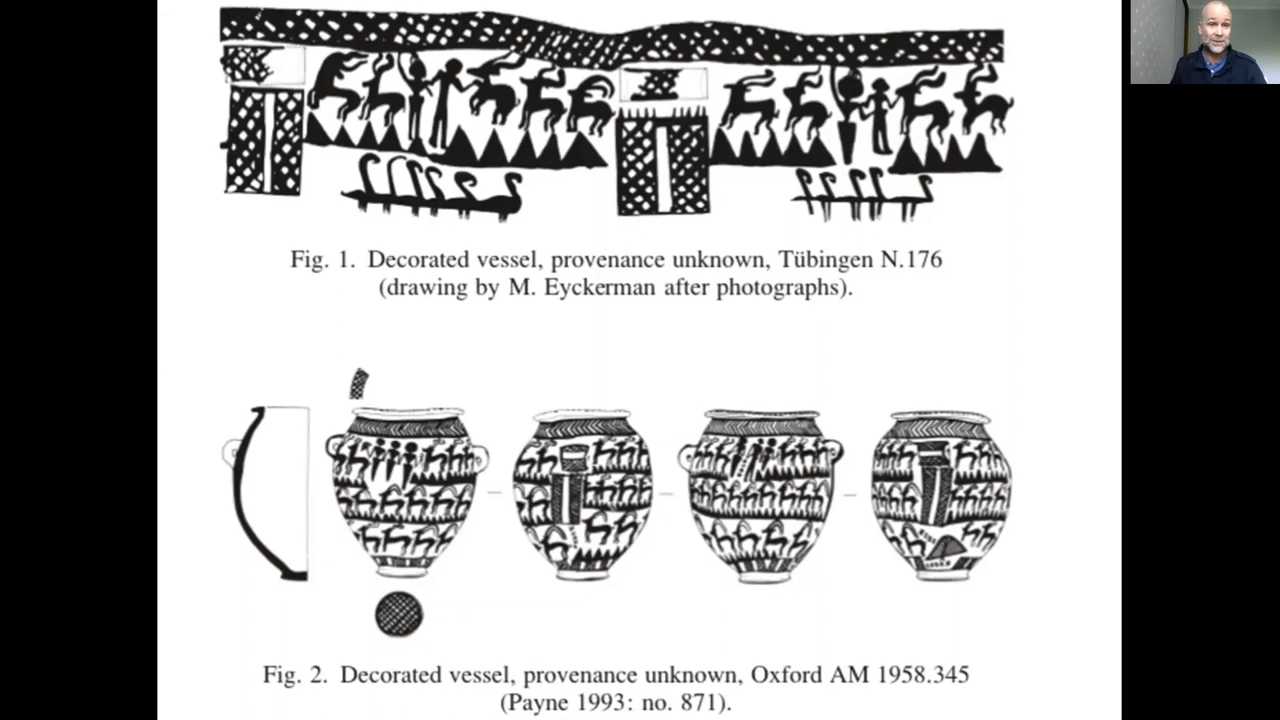 Fig. 1. Decorated vessel, provenance unknown, Tübingen N.176
(drawing by M. Eyckerman after photographs).
Fig. 2. Decorated vessel, provenance unknown, Oxford AM 1958.345
(Payne 1993: no. 871).